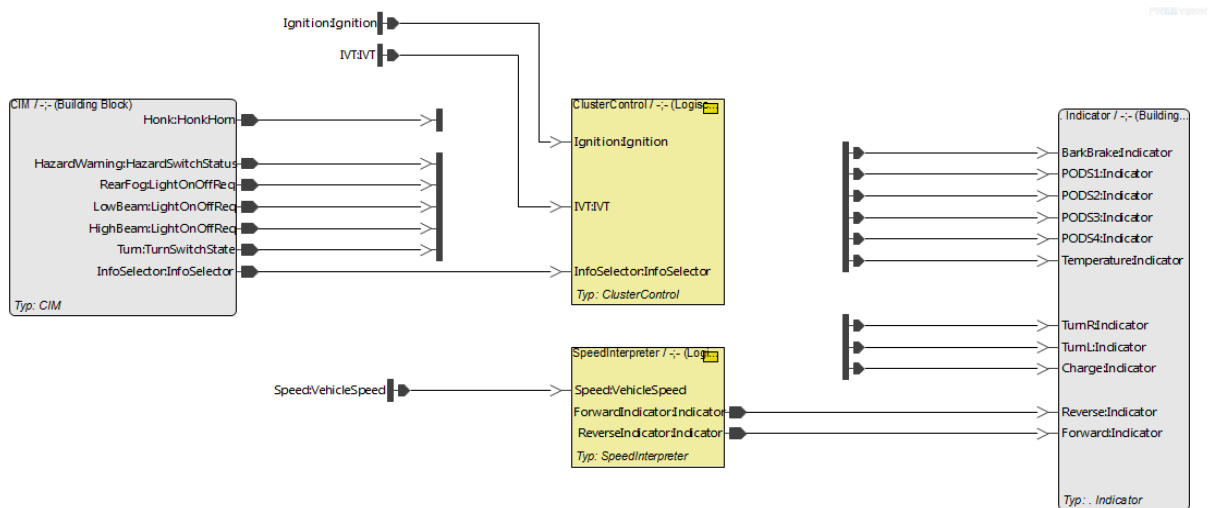 Ignition:Ignition
IVT:IVT
CIM / -;- (Building Block)
Honk:HonkHorn
HazardWarning:HazardSwitchStatus
RearFog:LightOnOffReq
LowBeam:LightOnOffReq
HighBeam:LightOnOffReq
Turn:TurnSwitchState
InfoSelector:InfoSelector
Typ: CIM
ClusterControl / -;- (Logisc...
Ignition:Ignition
IVT:IVT
InfoSelector:InfoSelector
Typ: ClusterControl
Speed:VehicleSpeed
SpeedInterpreter / -;- (Logi...
Speed:VehicleSpeed
ForwardIndicator:Indicator
ReverseIndicator:Indicator
Typ: SpeedInterpreter
. Indicator / -;- (Building...
BarkBrake:Indicator
PODS1:Indicator
PODS2:Indicator
PODS3:Indicator
PODS4:Indicator
Temperature:Indicator
TurnR:Indicator
TurnL:Indicator
Charge:Indicator
Reverse:Indicator
Forward:Indicator
Typ: . Indicator